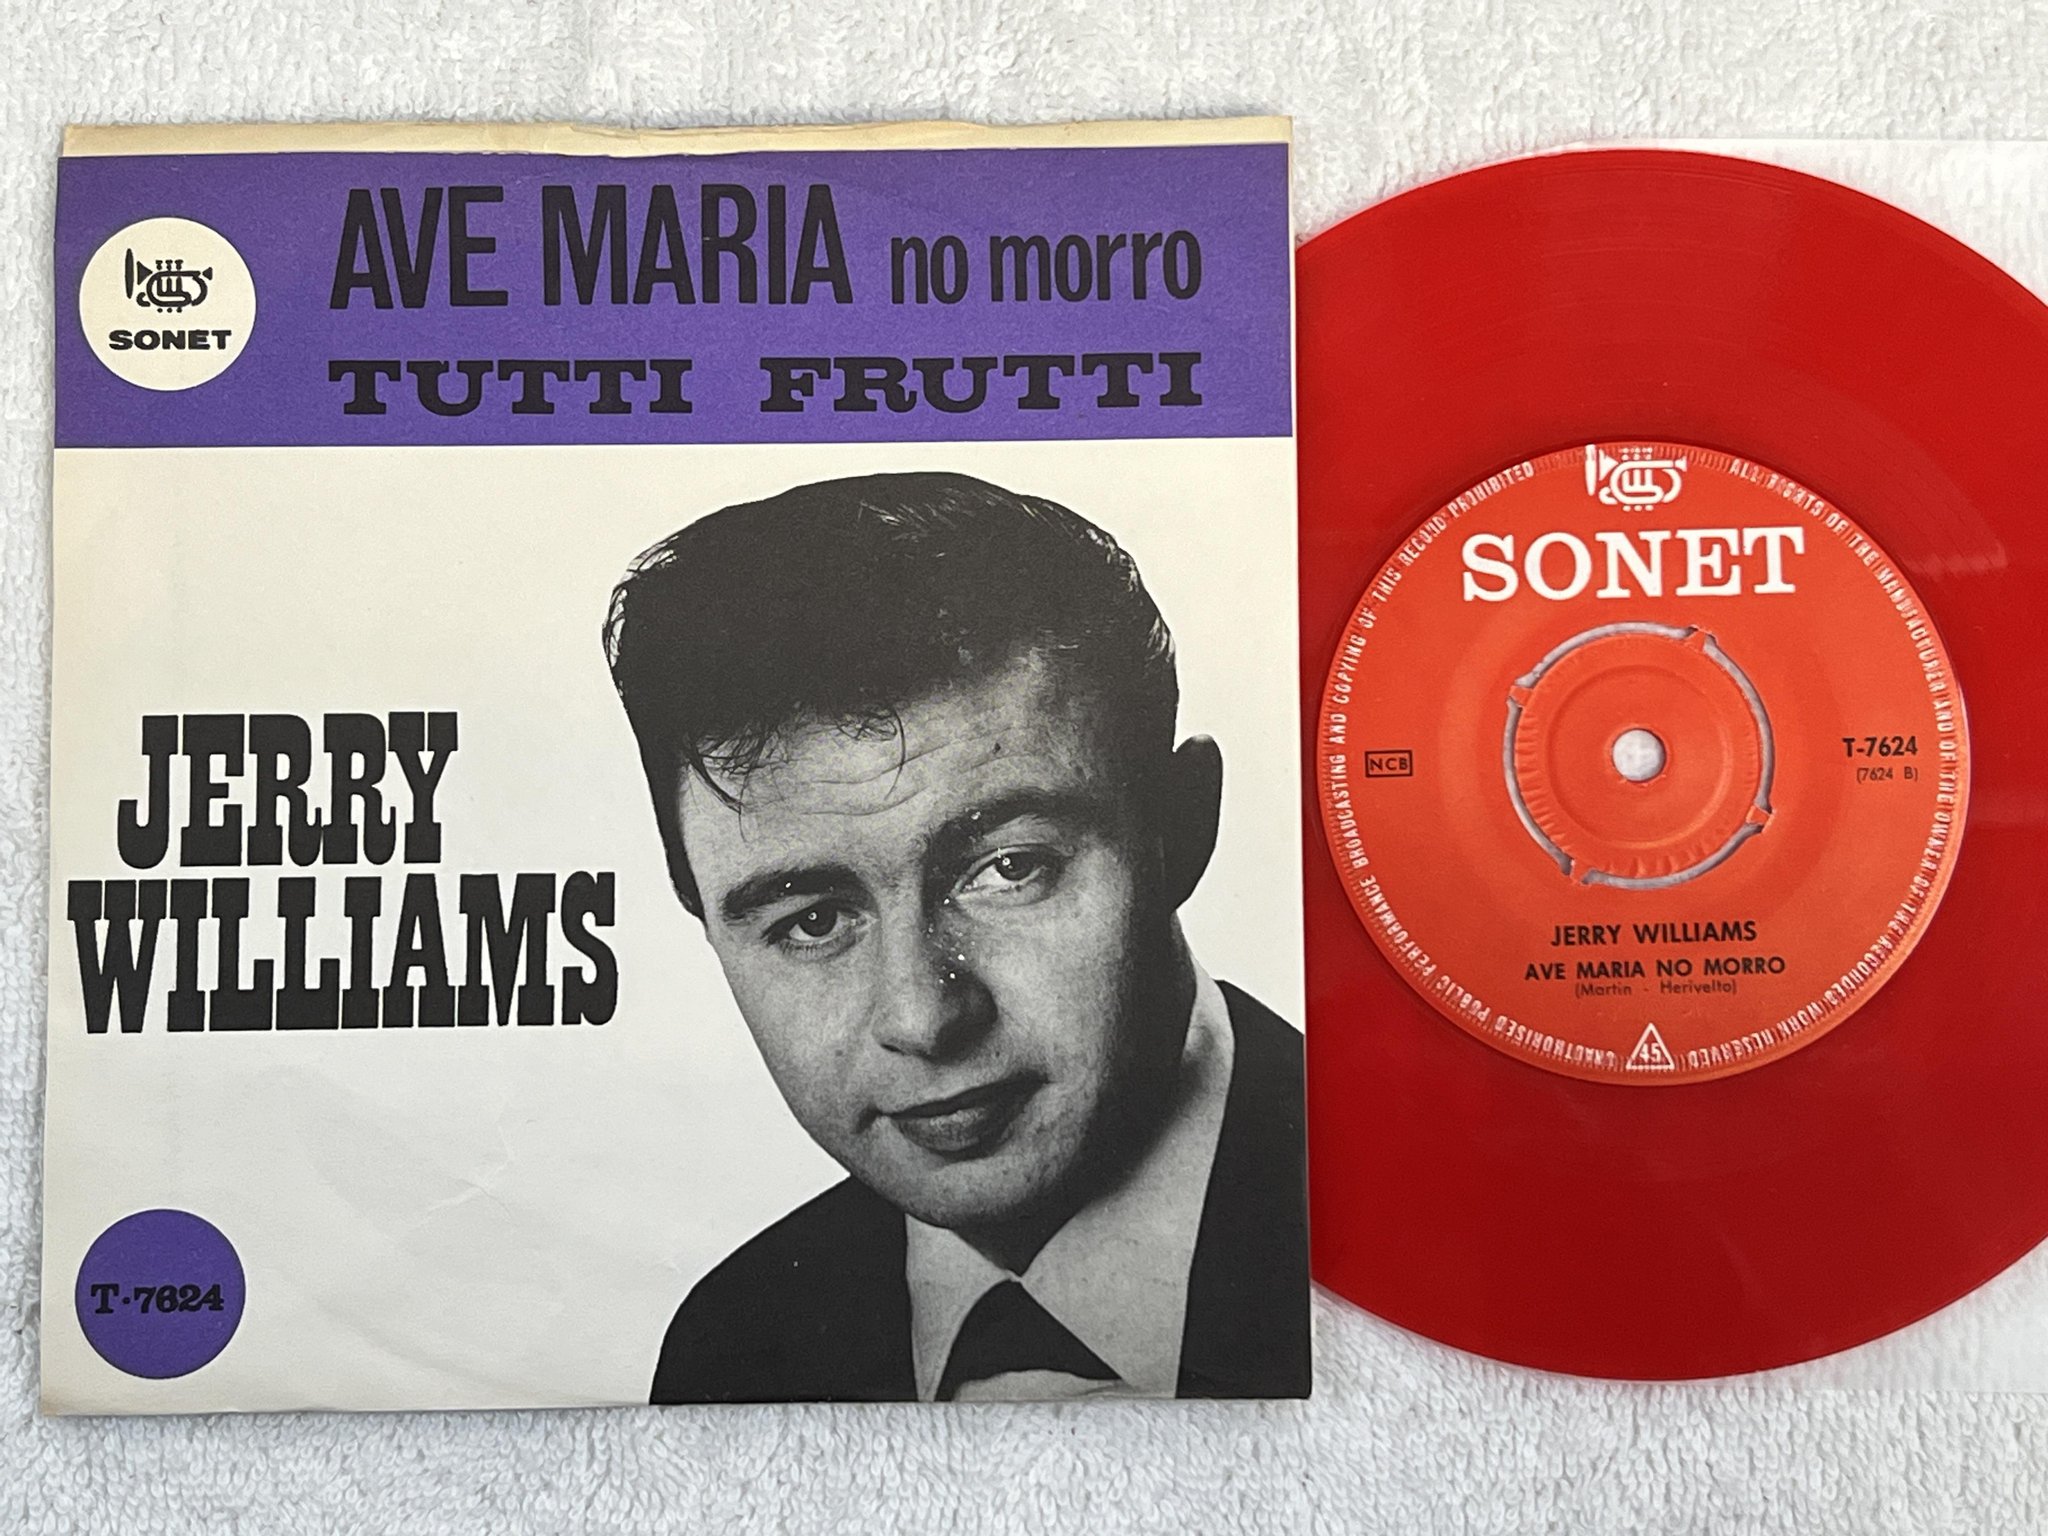 AVE MARIA no morro
TUTTI FRUTTI
SONET
JERRY
WILLIAMS
T·7624
SONET
NCB
T-7624
(7624 B)
JERRY WILLIAMS
AVE MARIA NO MORRO
(Martin - Herivelto)
45
ALL RIGHTS OF THE MANUFACTURER AND OF THE OWNER OF THE RECORDED WORK RESERVED UNAUTHORISED PUBLIC PERFORMANCE BROADCASTING AND COPYING OF THIS RECORD PROHIBITED